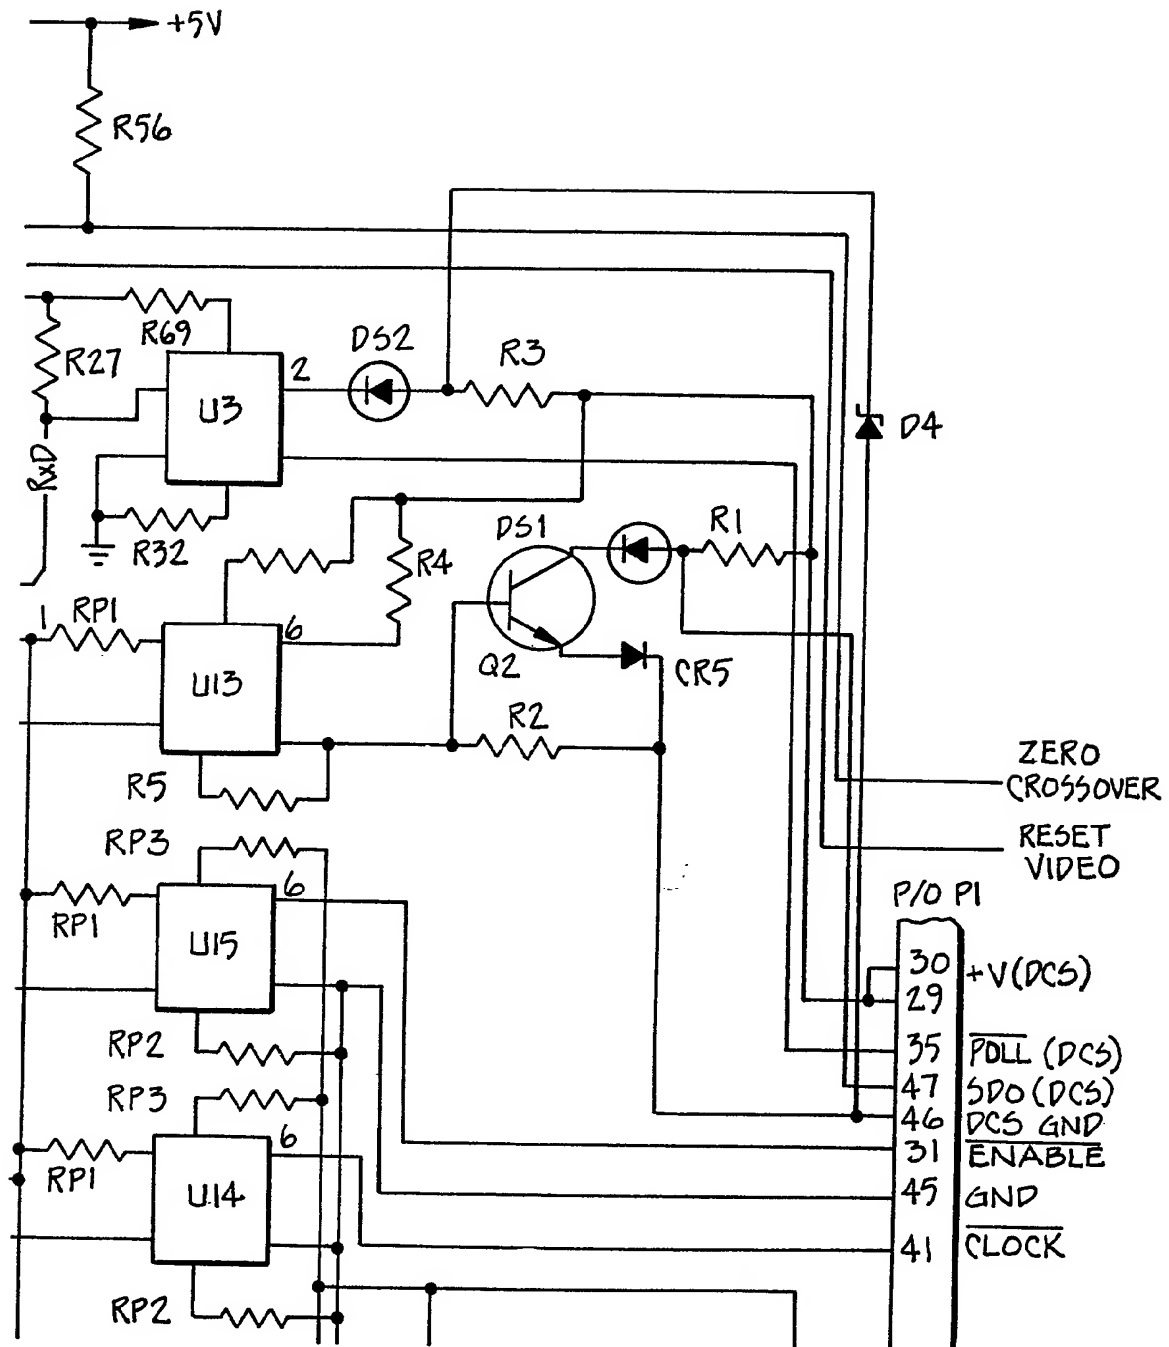 +5V
R56
R69
R27
DS2
R3
2
U3
D4
RxD
R32
DS1
R1
R4
1
RP1
6
U13
Q2
CR5
R2
R5
ZERO
CROSSOVER
RP3
RESET
VIDEO
6
RP1
U15
P/O P1
30
+V(DCS)
29
RP2
35
POLL (DCS)
RP3
47
SDO (DCS)
46
DCS GND
6
31
ENABLE
RP1
U14
45
GND
41
CLOCK
RP2